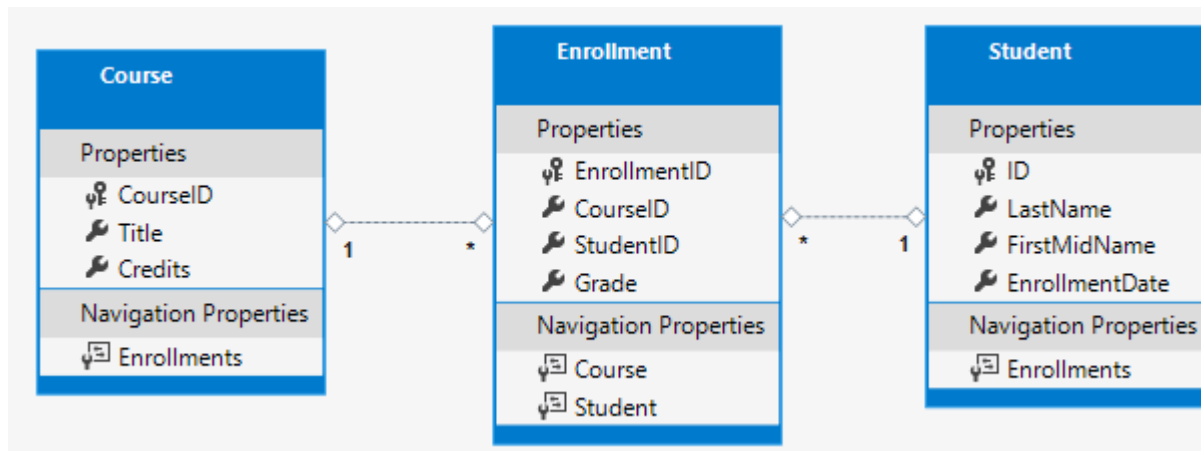 Course
Properties
CourseID
Title
Credits
Navigation Properties
Enrollments
1
*
Enrollment
Properties
EnrollmentID
CourseID
StudentID
Grade
Navigation Properties
Course
Student
*
1
Student
Properties
ID
LastName
FirstMidName
EnrollmentDate
Navigation Properties
Enrollments